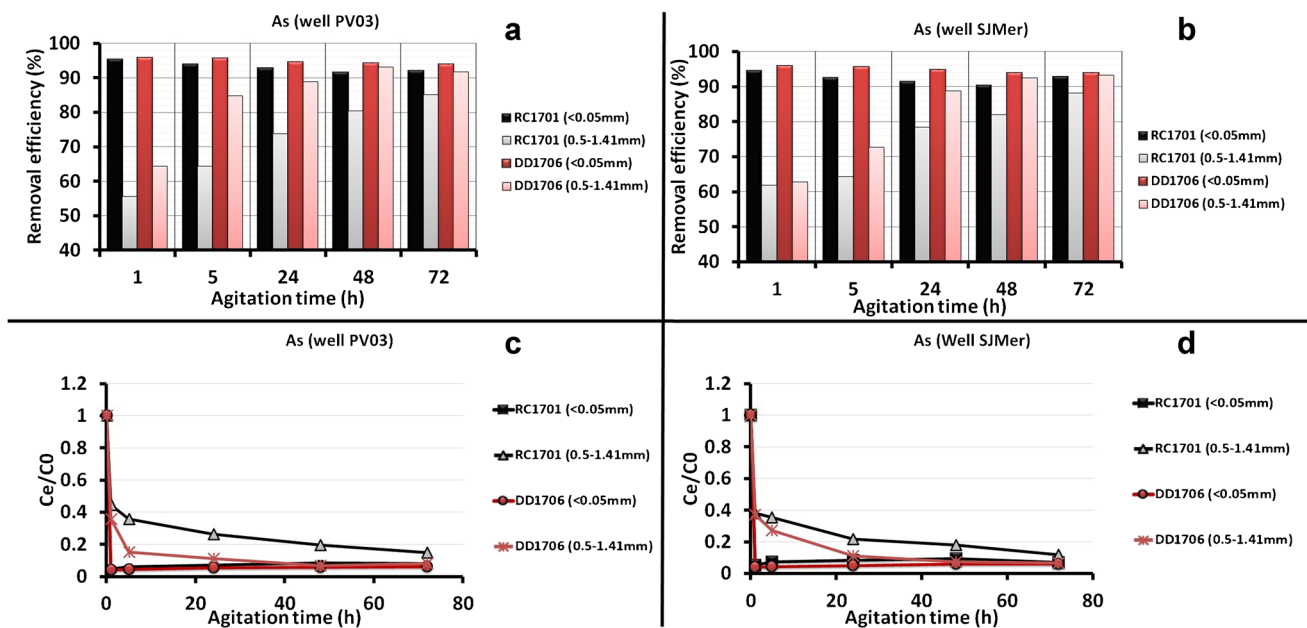 As (well PV03)
a
100
90
80
70
60
50
40
Removal efficiency (%)
1 5 24 48 72
Agitation time (h)
RC1701 (<0.05mm)
RC1701 (0.5-1.41mm)
DD1706 (<0.05mm)
DD1706 (0.5-1.41mm)
As (well SJMer)
b
100
90
80
70
60
50
40
Removal efficiency (%)
1 5 24 48 72
Agitation time (h)
RC1701 (<0.05mm)
RC1701 (0.5-1.41mm)
DD1706 (<0.05mm)
DD1706 (0.5-1.41mm)
As (well PV03)
c
1.2
1
0.8
0.6
0.4
0.2
0
Ce/C0
0 20 40 60 80
Agitation time (h)
RC1701 (<0.05mm)
RC1701 (0.5-1.41mm)
DD1706 (<0.05mm)
DD1706 (0.5-1.41mm)
As (Well SJMer)
d
1.2
1
0.8
0.6
0.4
0.2
0
Ce/C0
0 20 40 60 80
Agitation time (h)
RC1701 (<0.05mm)
RC1701 (0.5-1.41mm)
DD1706 (<0.05mm)
DD1706 (0.5-1.41mm)